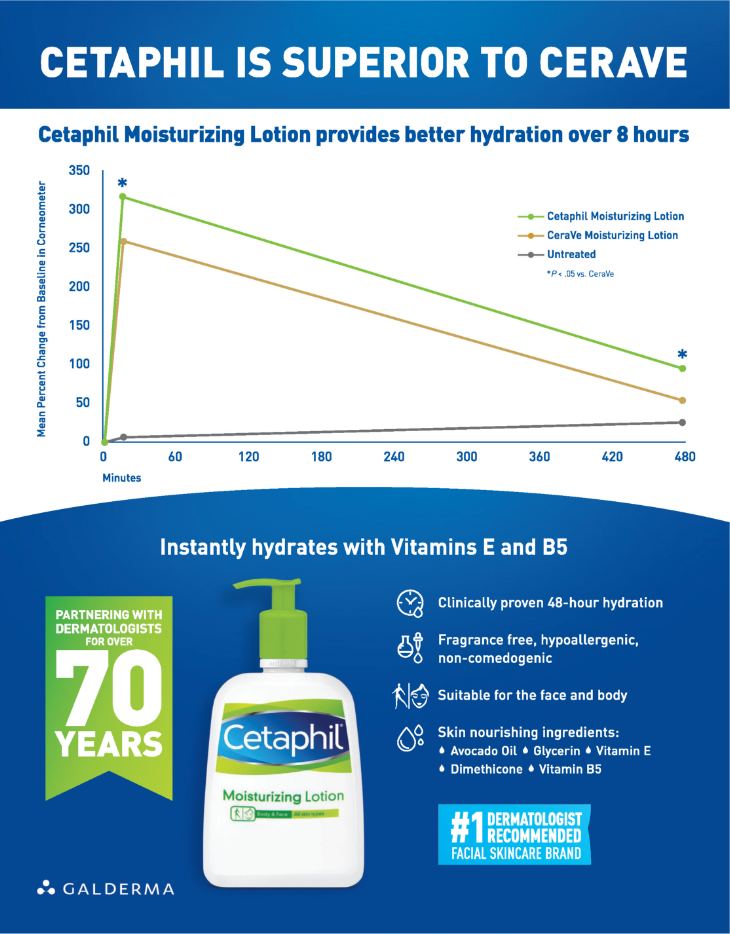 CETAPHIL IS SUPERIOR TO CERAVE
Cetaphil Moisturizing Lotion provides better hydration over 8 hours
Mean Percent Change from Baseline in Corneometer
350
300
250
200
150
100
50
0
*
*
Cetaphil Moisturizing Lotion
CeraVe Moisturizing Lotion
Untreated
*P < .05 vs. CeraVe
0 60 120 180 240 300 360 420 480
Minutes
Instantly hydrates with Vitamins E and B5
PARTNERING WITH
DERMATOLOGISTS
FOR OVER
70
YEARS
Cetaphil
Moisturizing Lotion
Body & Face All skin types
Clinically proven 48-hour hydration
Fragrance free, hypoallergenic,
non-comedogenic
Suitable for the face and body
Skin nourishing ingredients:
Avocado Oil Glycerin Vitamin E
Dimethicone Vitamin B5
#1 DERMATOLOGIST
RECOMMENDED
FACIAL SKINCARE BRAND
GALDERMA